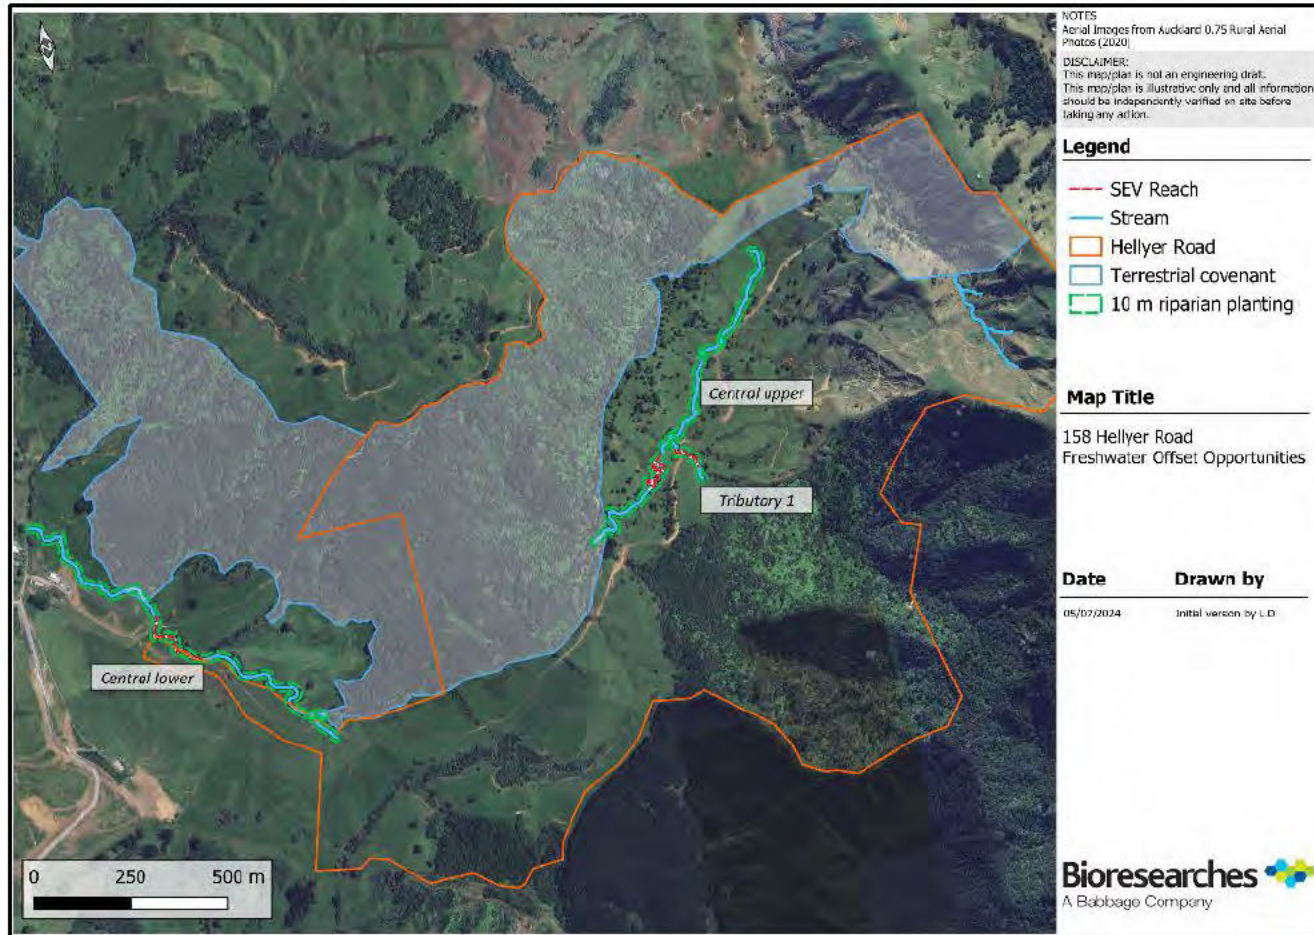 NOTES
Aerial Images from Auckland 0.75 Rural Aerial
Photos (2020)
DISCLAIMER:
This map/plan is not an engineering draft.
This map/plan is illustrative only and all information
should be independently verified on site before
taking any action.
Legend
SEV Reach
Stream
Hellyer Road
Terrestrial covenant
10 m riparian planting
Map Title
158 Hellyer Road
Freshwater Offset Opportunities
Date Drawn by
05/07/2024 Initial version by L.D
Central upper
Tributary 1
Central lower
0 250 500 m
Bioresearches
A Babbage Company